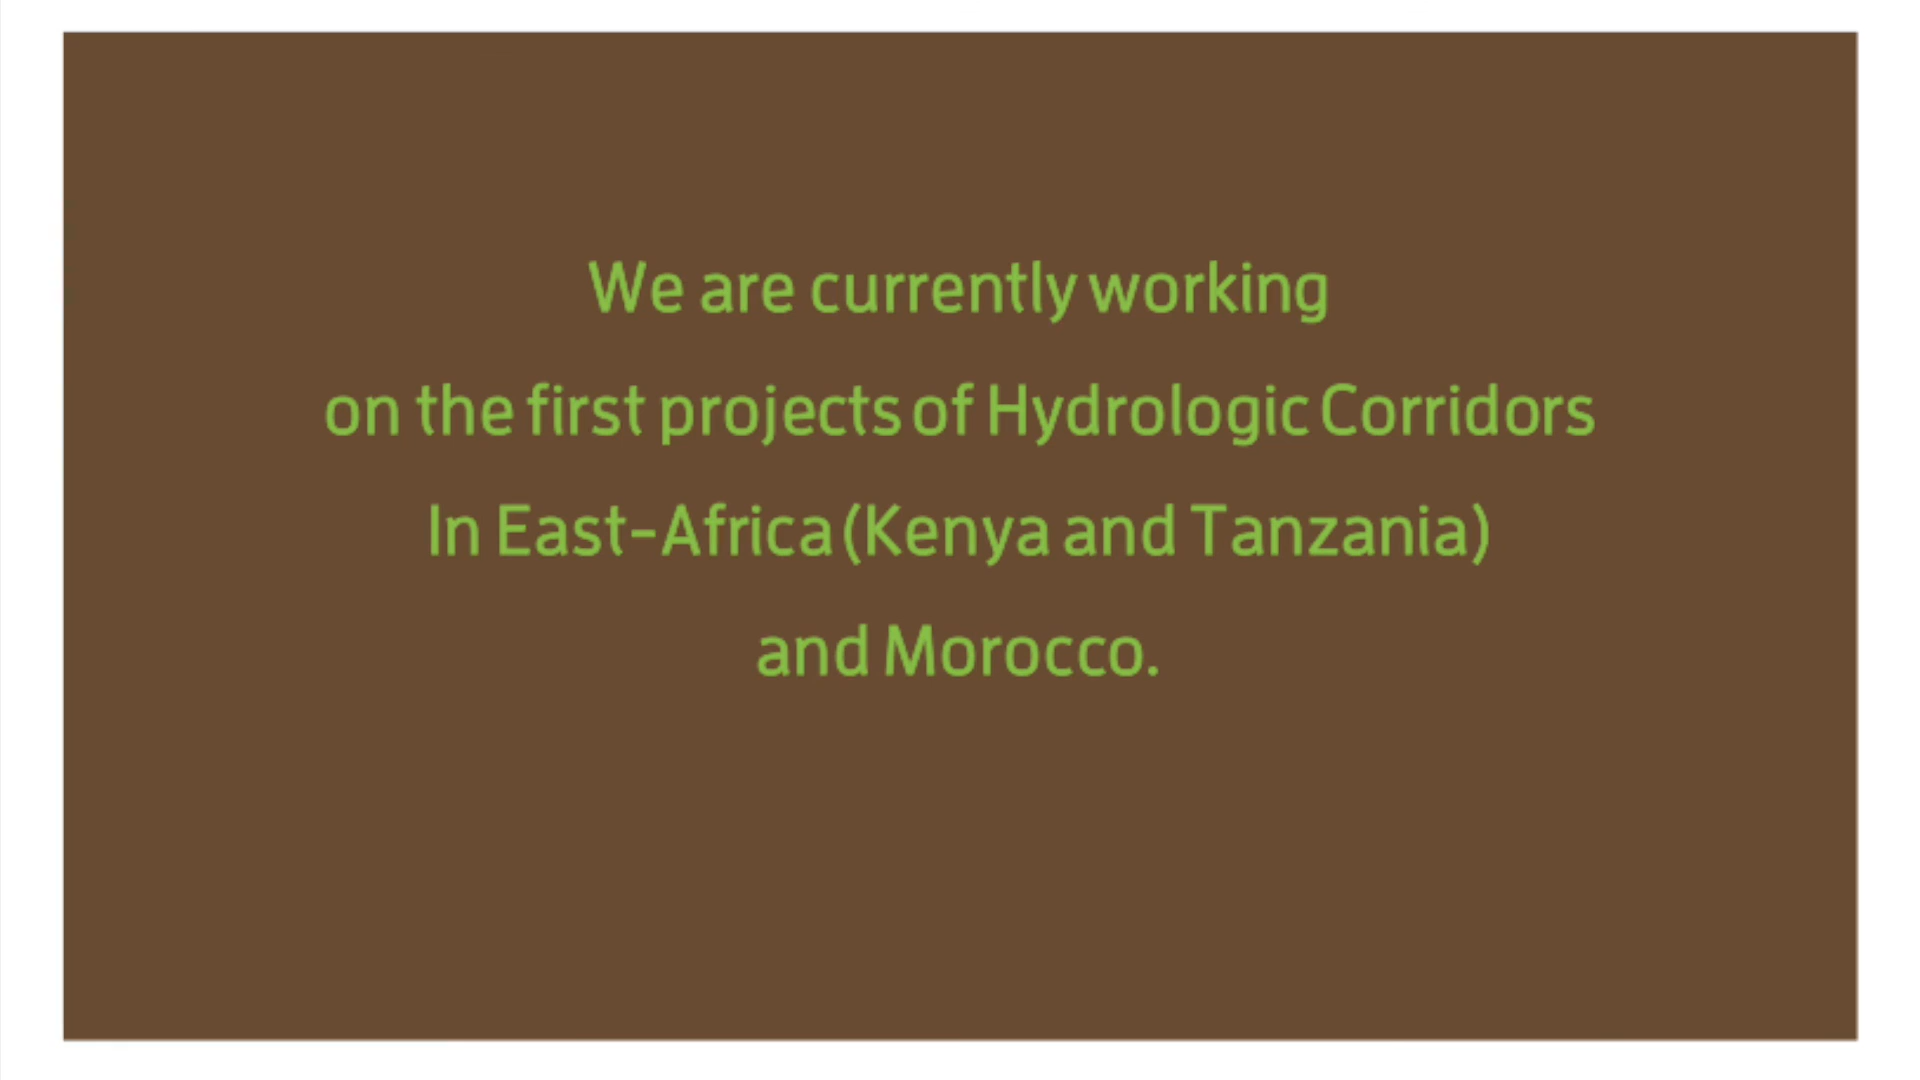 We are currently working
on the first projects of Hydrologic Corridors
In East-Africa (Kenya and Tanzania)
and Morocco.